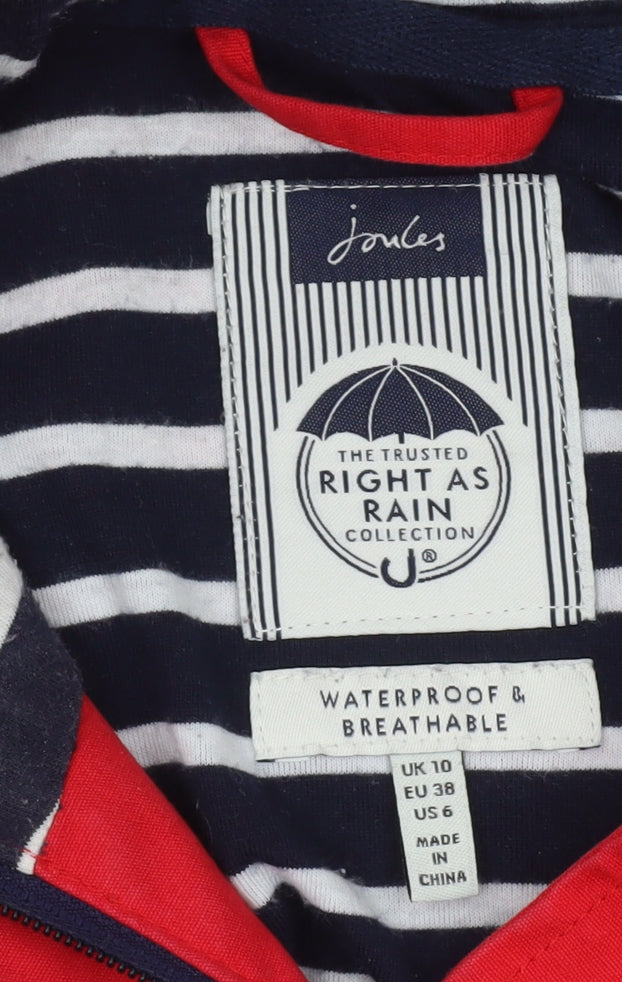 Joules
THE TRUSTED
RIGHT AS
RAIN
COLLECTION
®
WATERPROOF &
BREATHABLE
UK 10
EU 38
US 6
MADE
IN
CHINA